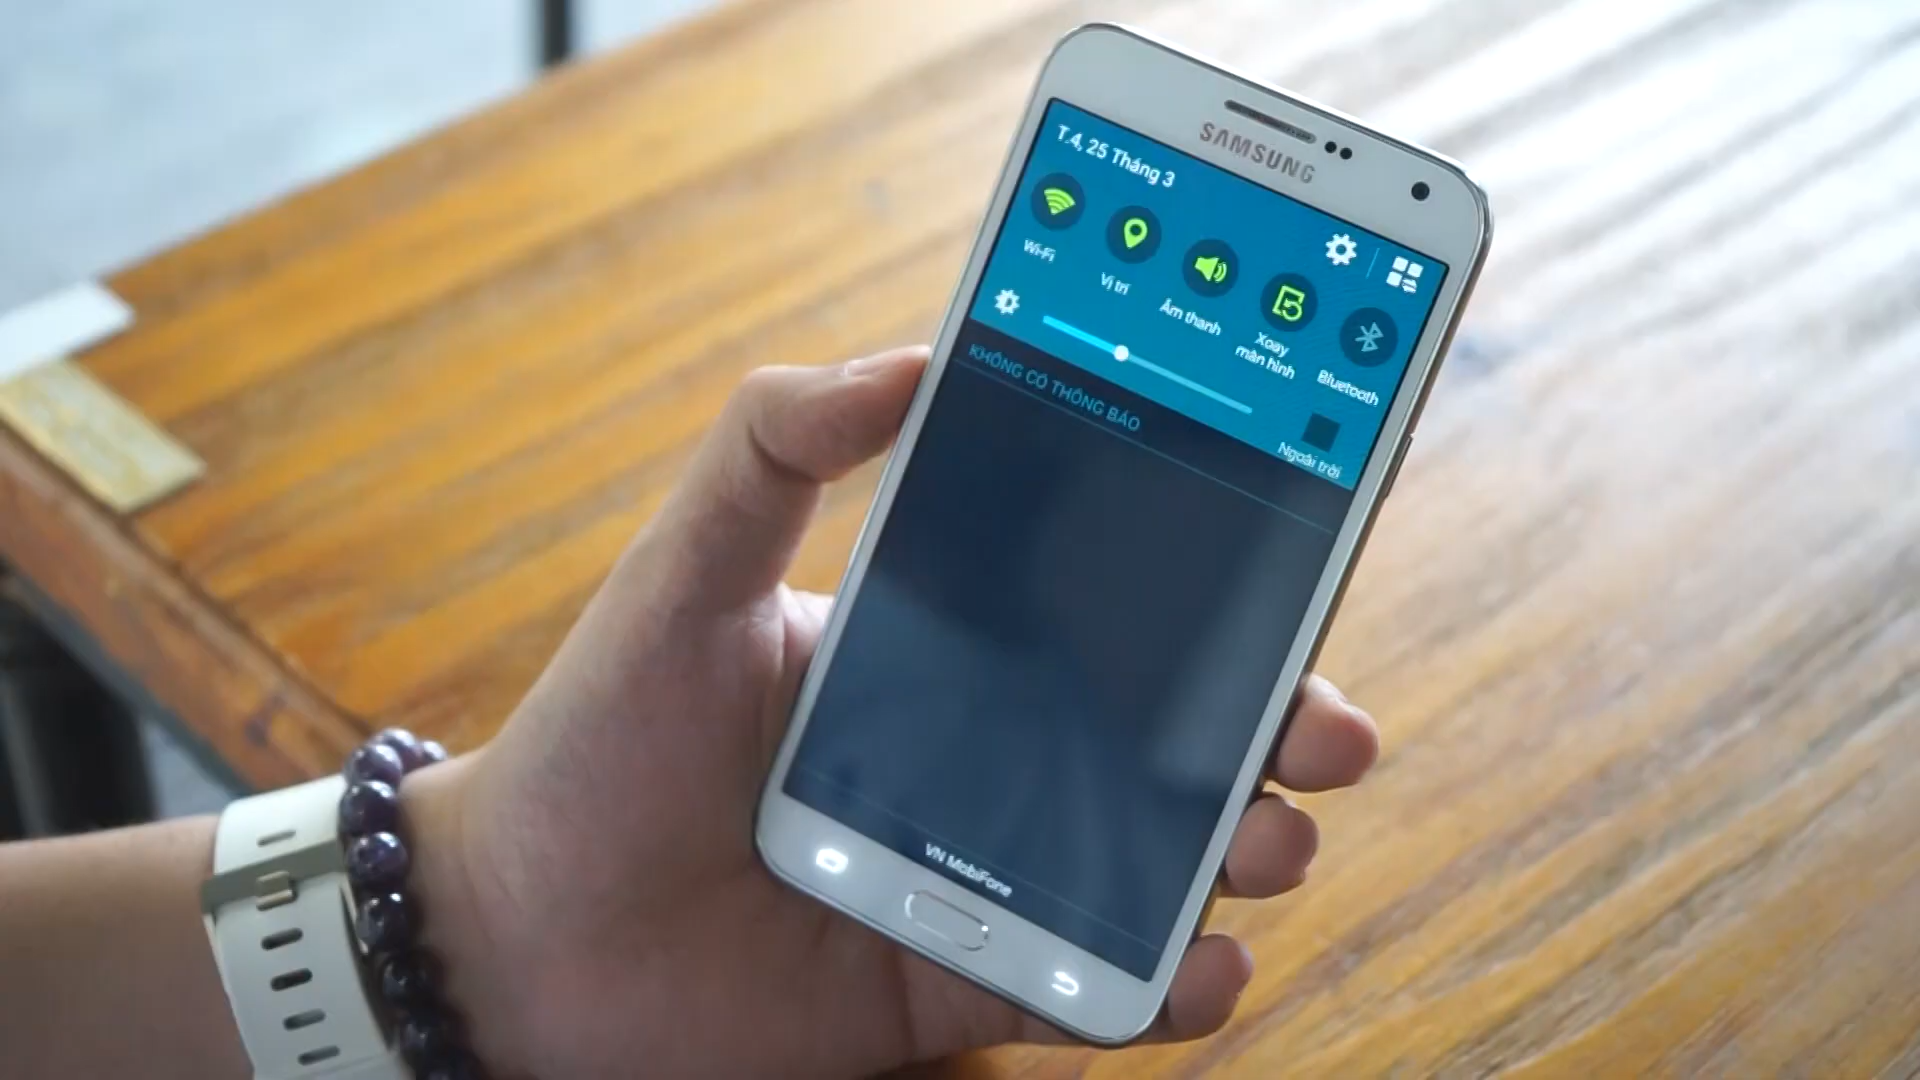 SAMSUNG
T.4, 25 Tháng 3
Wi-Fi
Vị trí
Âm thanh
Xoay
màn hình
Bluetooth
Ngoài trời
KHÔNG CÓ THÔNG BÁO
VN MobiFone